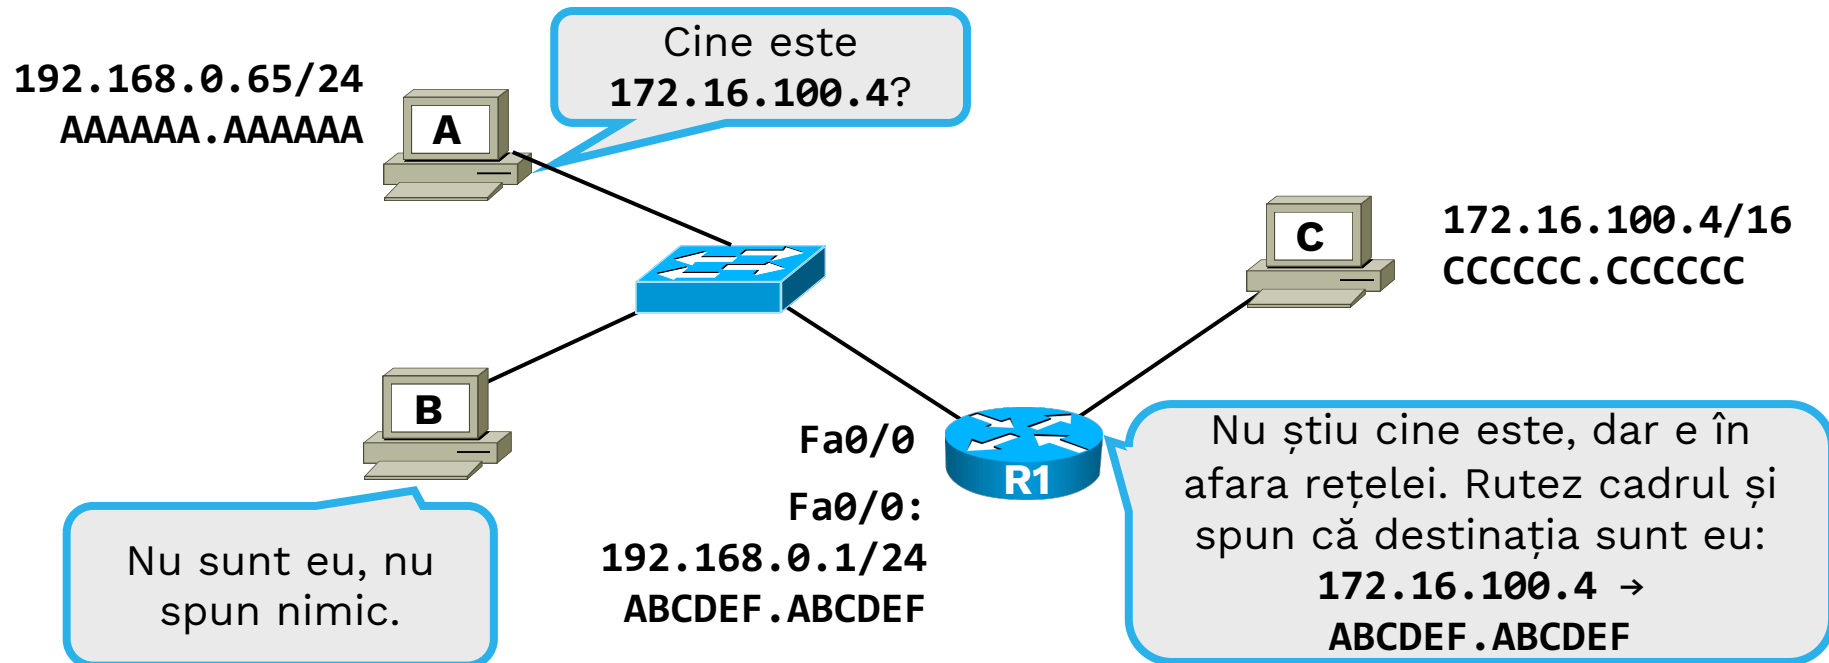 Cine este
172.16.100.4?
192.168.0.65/24
AAAAAA.AAAAAA
A
C
172.16.100.4/16
CCCCCC.CCCCCC
B
Nu sunt eu, nu
spun nimic.
Fa0/0
R1
Fa0/0:
192.168.0.1/24
ABCDEF.ABCDEF
Nu știu cine este, dar e în
afara rețelei. Rutez cadrul și
spun că destinația sunt eu:
172.16.100.4 →
ABCDEF.ABCDEF